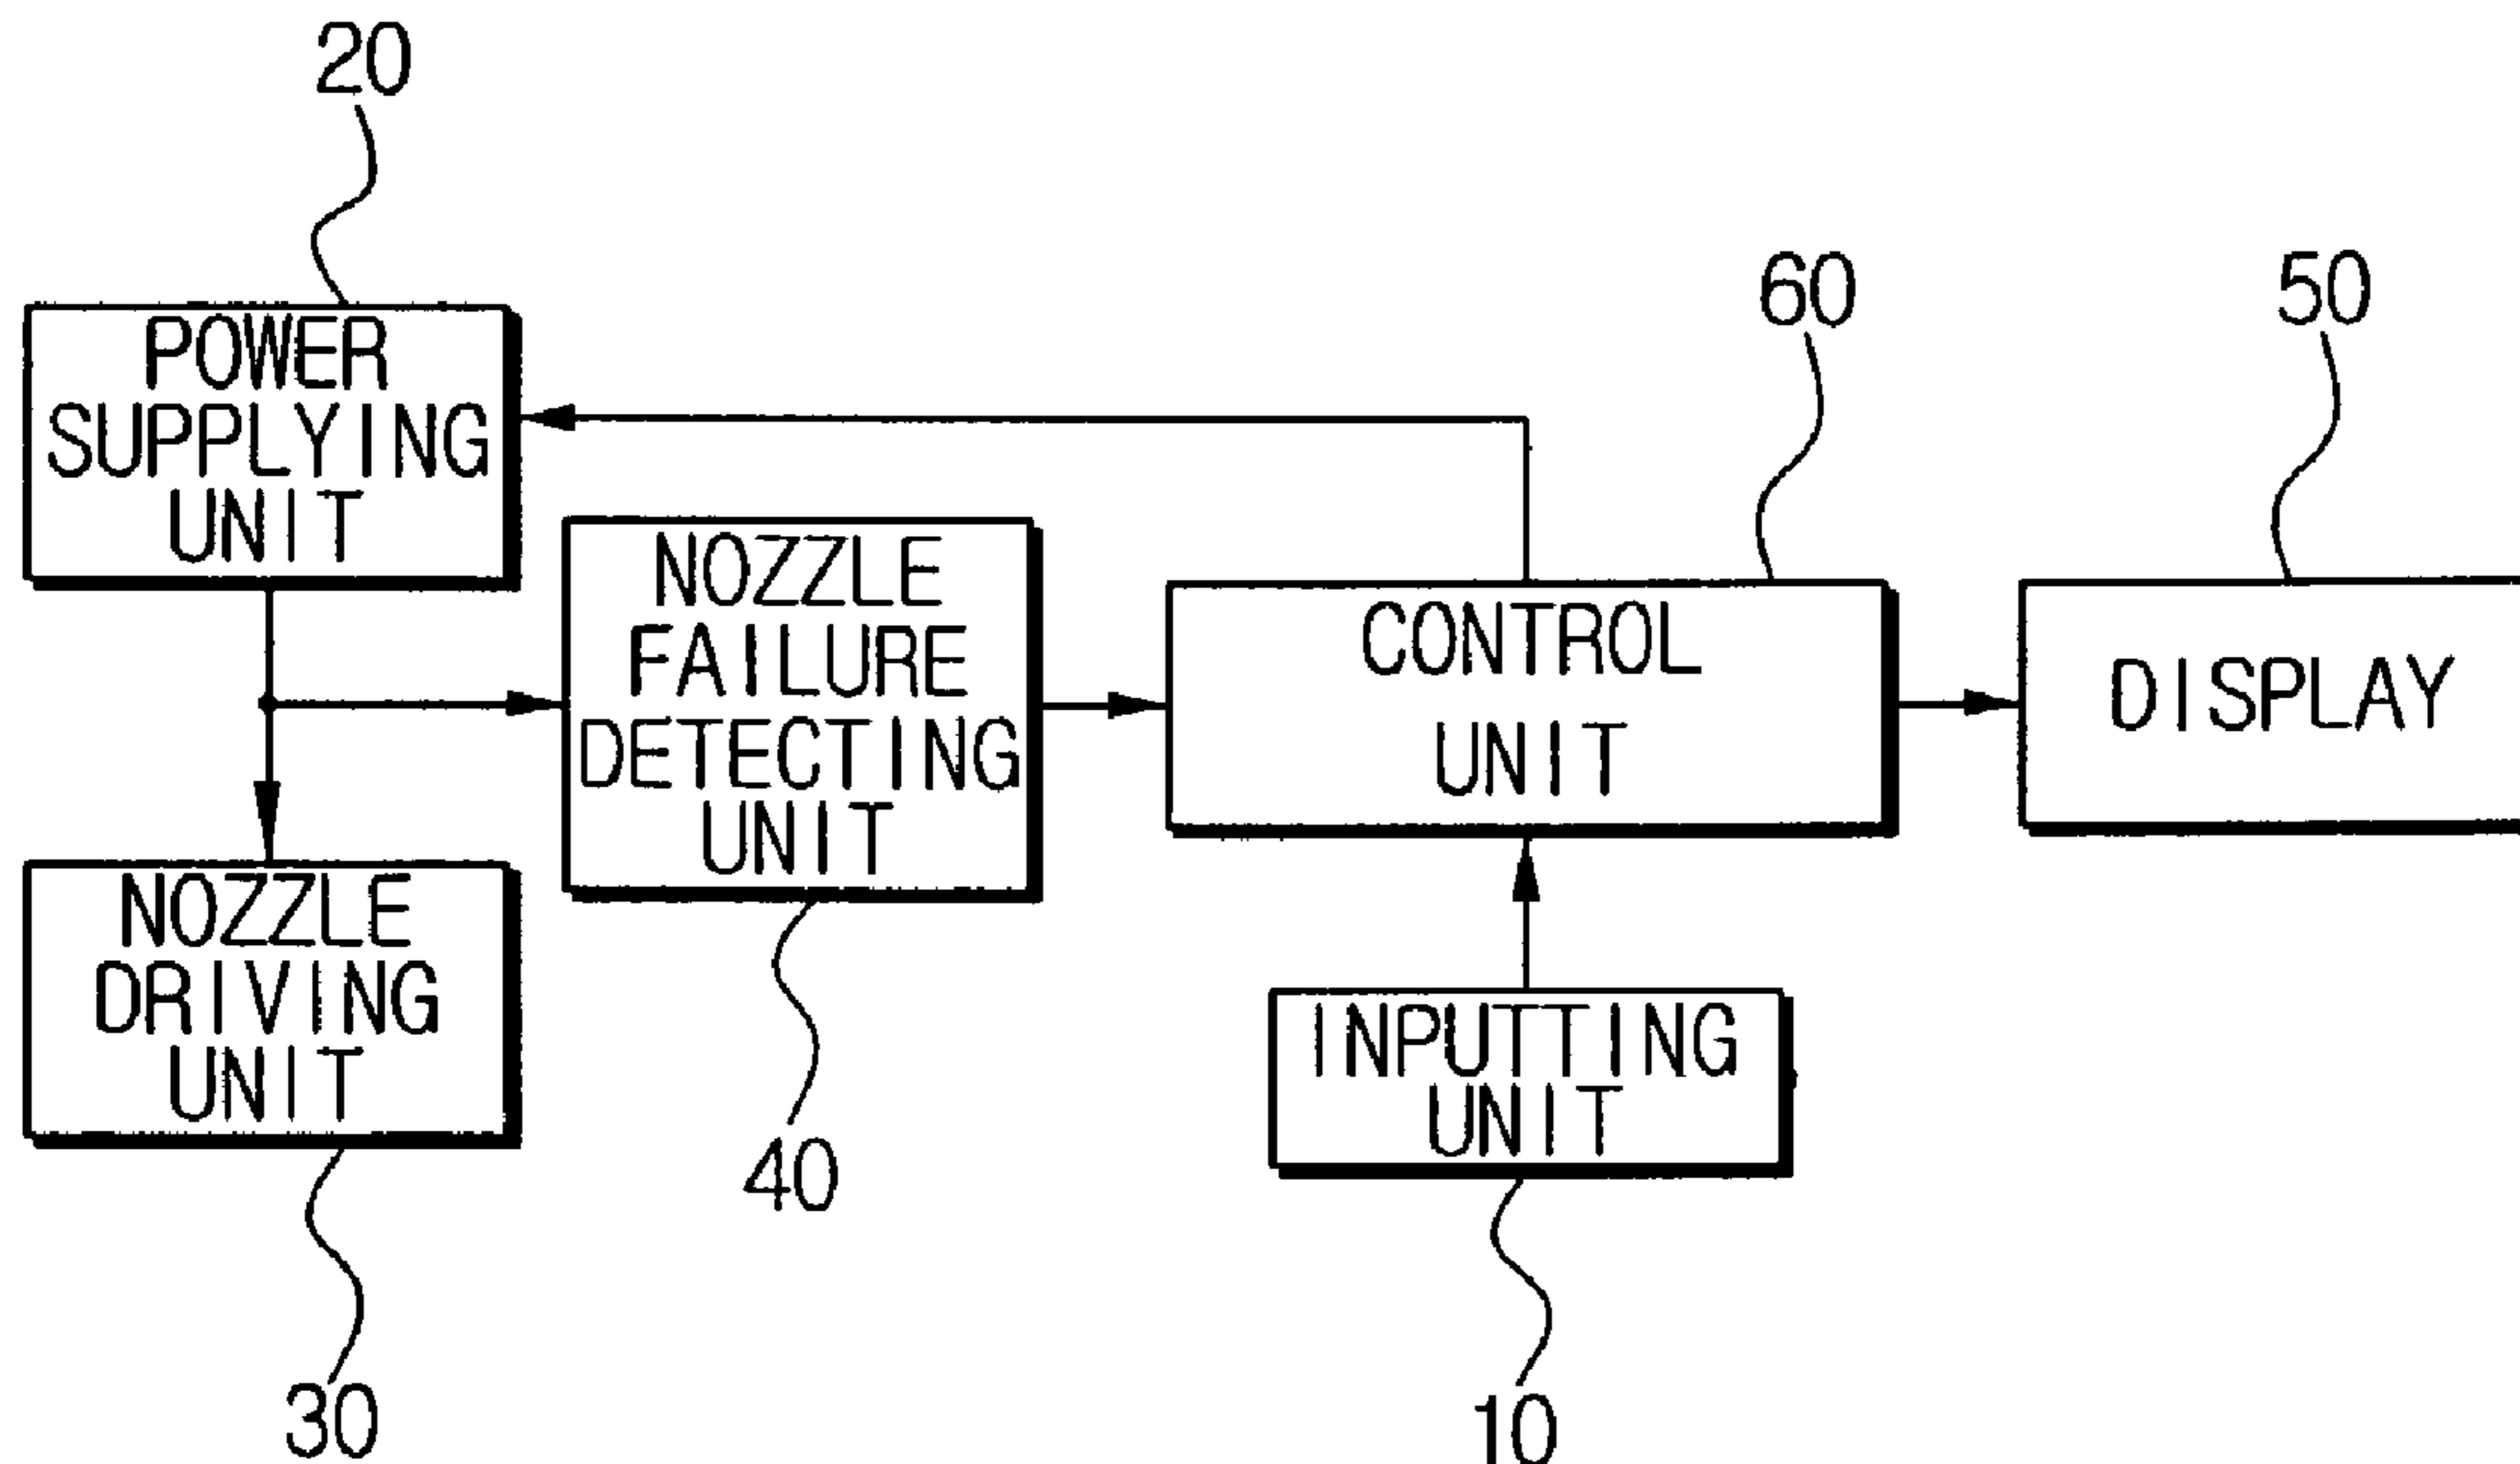 20
60
50
POWER
SUPPLYING
UNIT
NOZZLE
FAILURE
DETECTING
UNIT
CONTROL
UNIT
DISPLAY
NOZZLE
DRIVING
UNIT
INPUTTING
UNIT
40
30
10